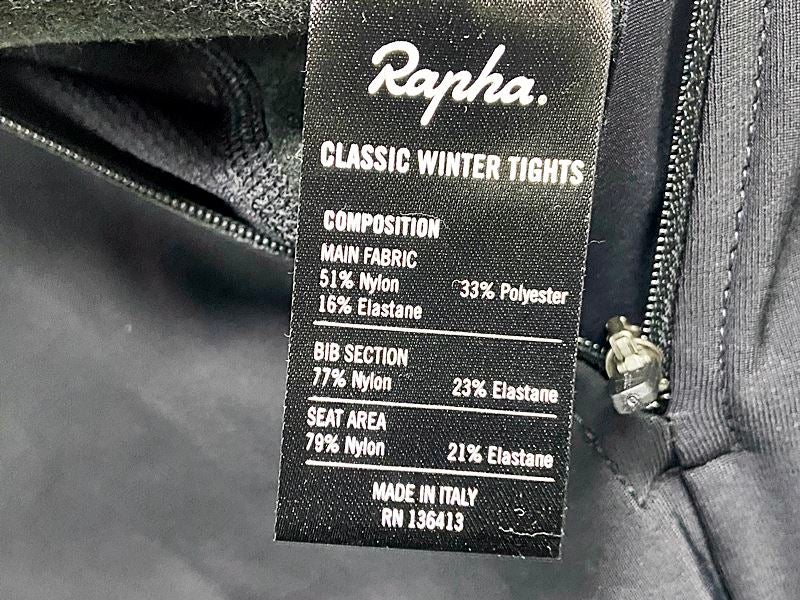 Rapha.
CLASSIC WINTER TIGHTS
COMPOSITION
MAIN FABRIC
51% Nylon 33% Polyester
16% Elastane
BIB SECTION
77% Nylon 23% Elastane
SEAT AREA
79% Nylon 21% Elastane
MADE IN ITALY
RN 136413